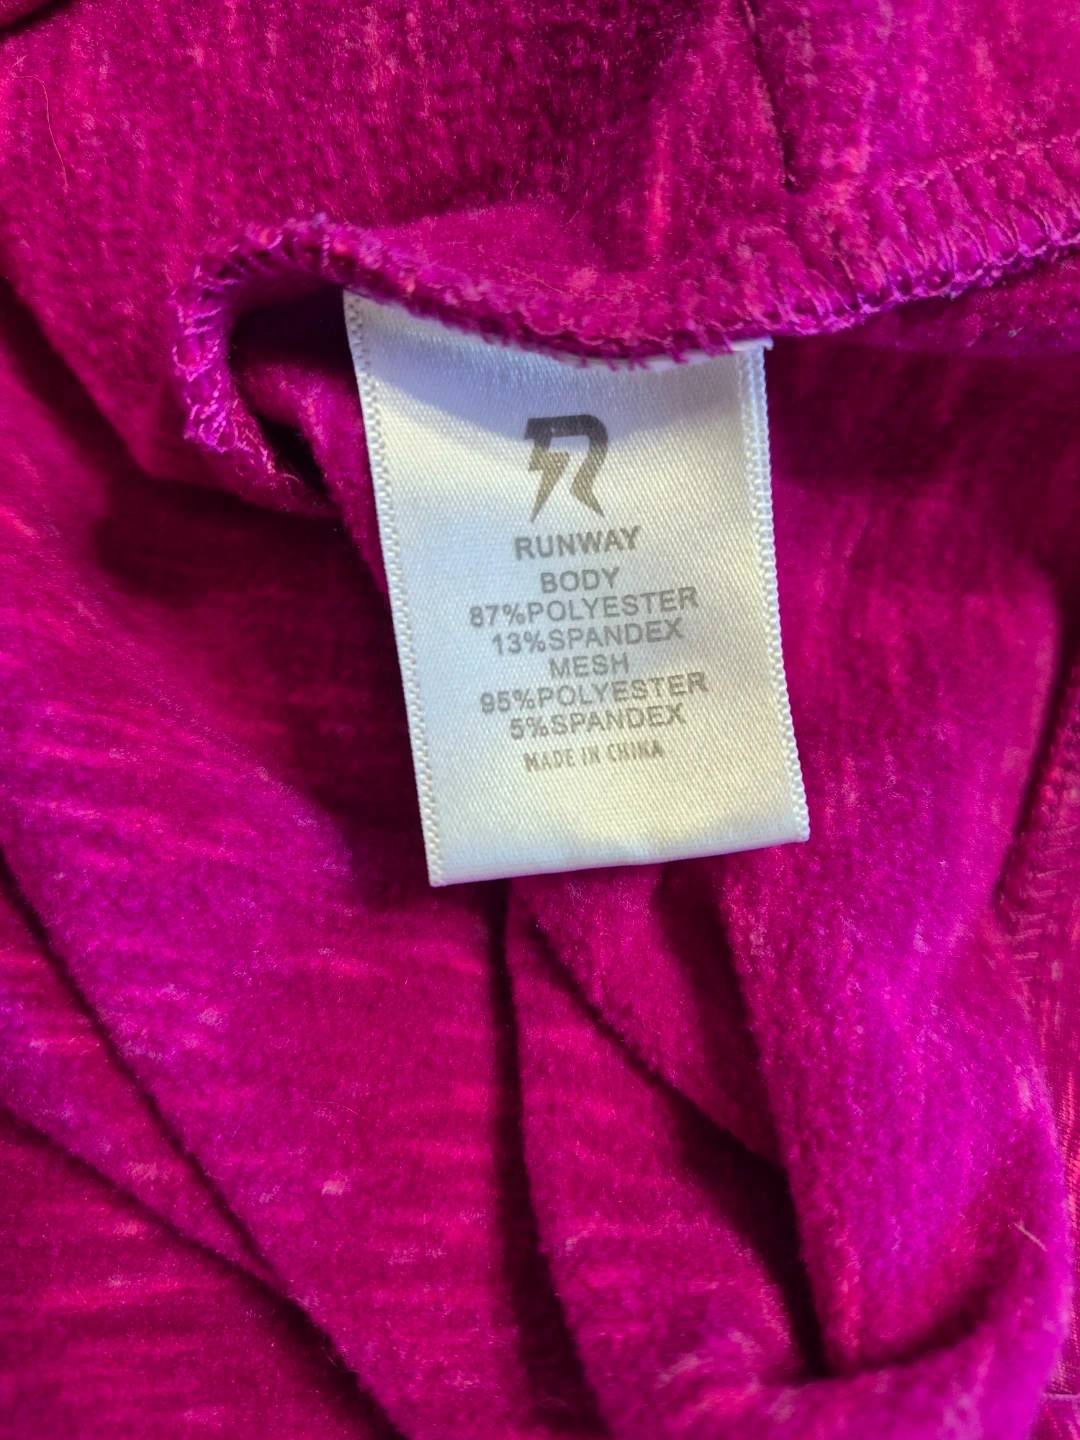 RUNWAY
BODY
87%POLYESTER
13%SPANDEX
MESH
95%POLYESTER
5%SPANDEX
MADE IN CHINA